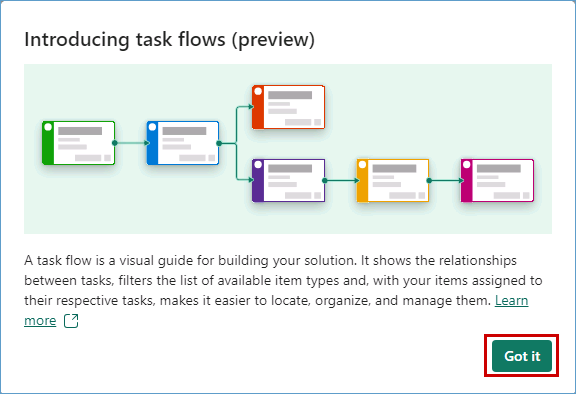 Introducing task flows (preview)
A task flow is a visual guide for building your solution. It shows the relationships
between tasks, filters the list of available item types and, with your items assigned to
their respective tasks, makes it easier to locate, organize, and manage them. Learn
more
Got it